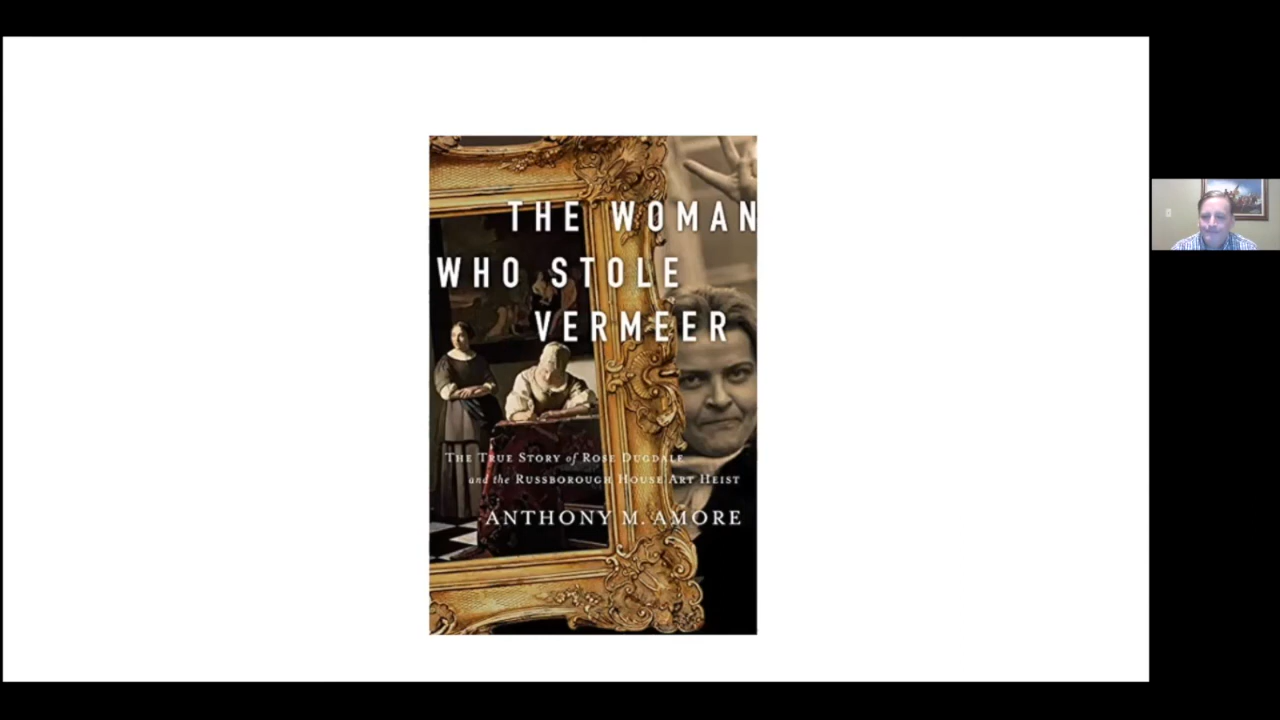 THE WOMAN
WHO STOLE
VERMEER
THE TRUE STORY of ROSE DUGDALE
and the RUSSBOROUGH HOUSE ART HEIST
ANTHONY M. AMORE